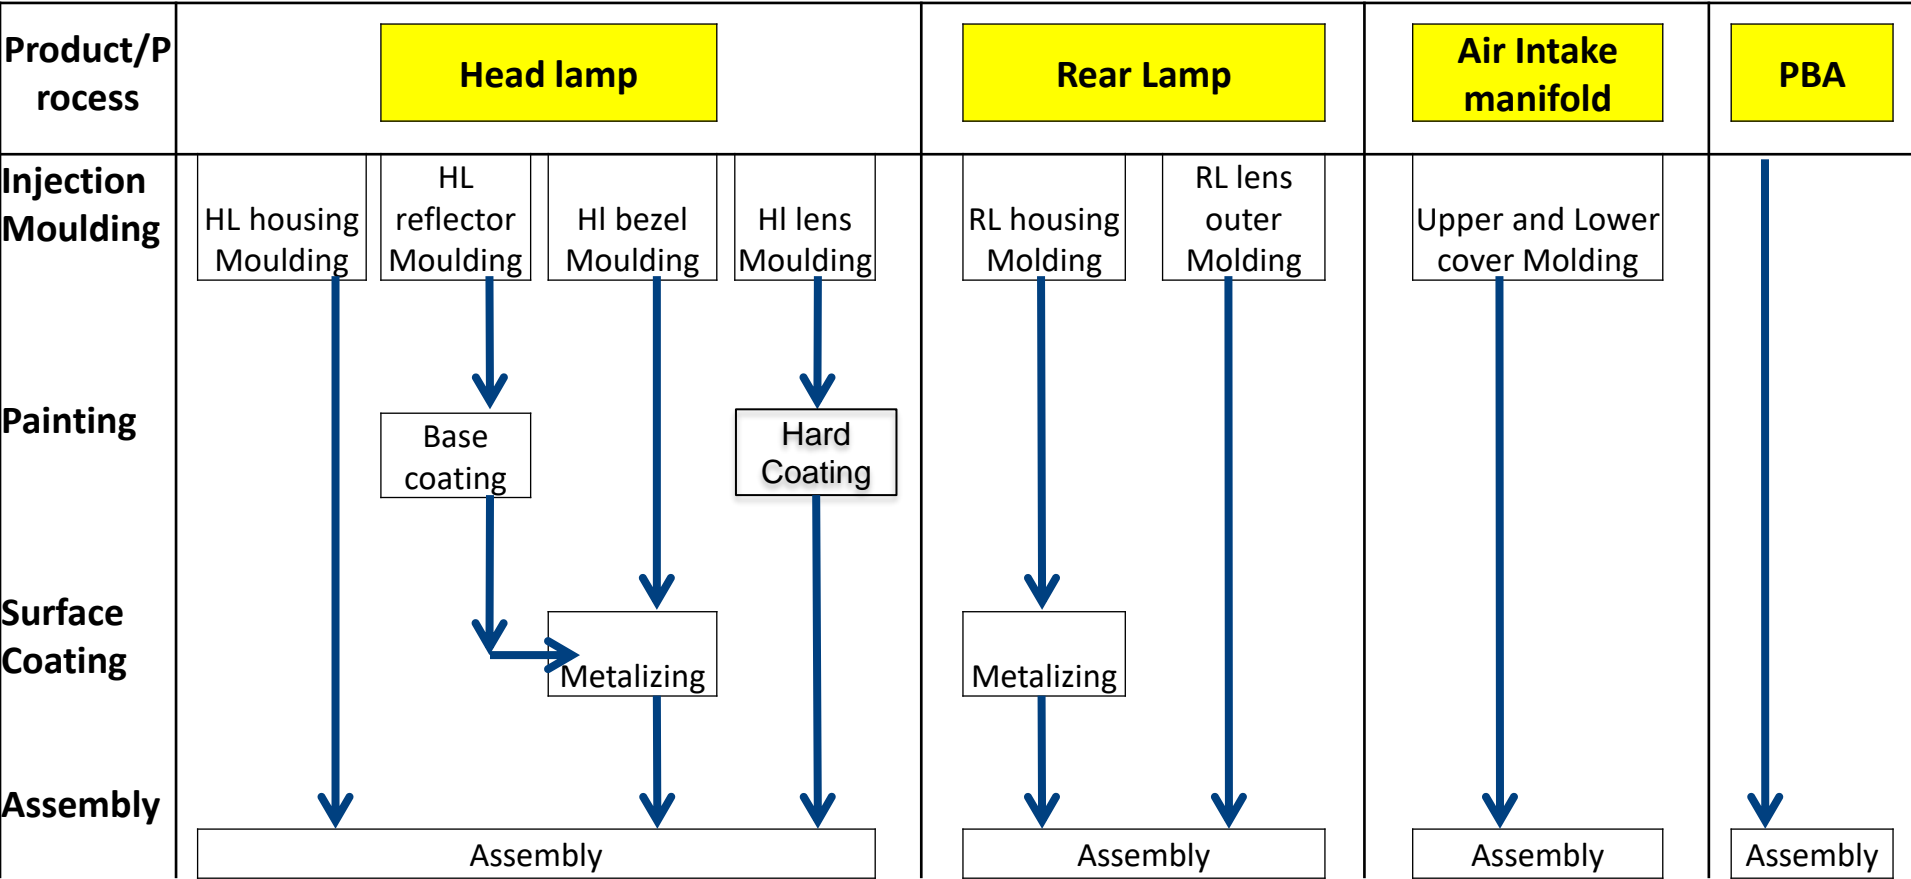 Product/P
rocess
Head lamp
Rear Lamp
Air Intake
manifold
PBA
Injection
Moulding
HL housing
Moulding
HL
reflector
Moulding
Hl bezel
Moulding
Hl lens
Moulding
RL housing
Molding
RL lens
outer
Molding
Upper and Lower
cover Molding
Painting
Base
coating
Hard
Coating
Surface
Coating
Metalizing
Metalizing
Assembly
Assembly
Assembly
Assembly
Assembly